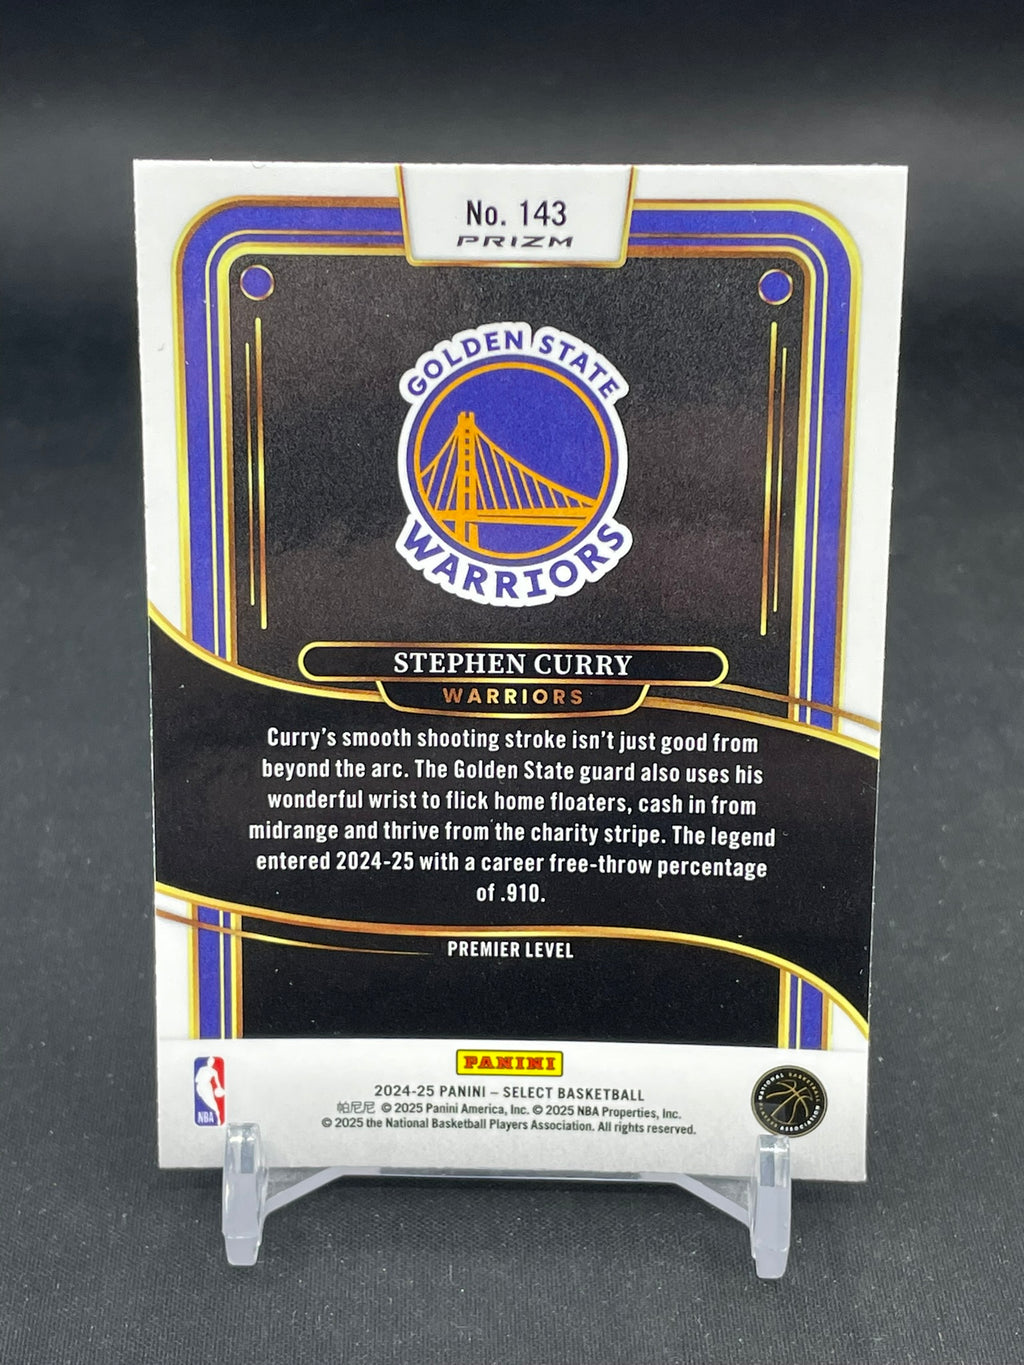 No. 143
PRIZM
GOLDEN STATE
WARRIORS
STEPHEN CURRY
WARRIORS
Curry's smooth shooting stroke isn't just good from
beyond the arc. The Golden State guard also uses his
wonderful wrist to flick home floaters, cash in from
midrange and thrive from the charity stripe. The legend
entered 2024-25 with a career free-throw percentage
of .910.
PREMIER LEVEL
PANINI
2024-25 PANINI – SELECT BASKETBALL
帕尼尼 © 2025 Panini America, Inc. © 2025 NBA Properties, Inc.
© 2025 the National Basketball Players Association. All rights reserved.
NBA
NATIONAL BASKETBALL
PLAYERS ASSOCIATION